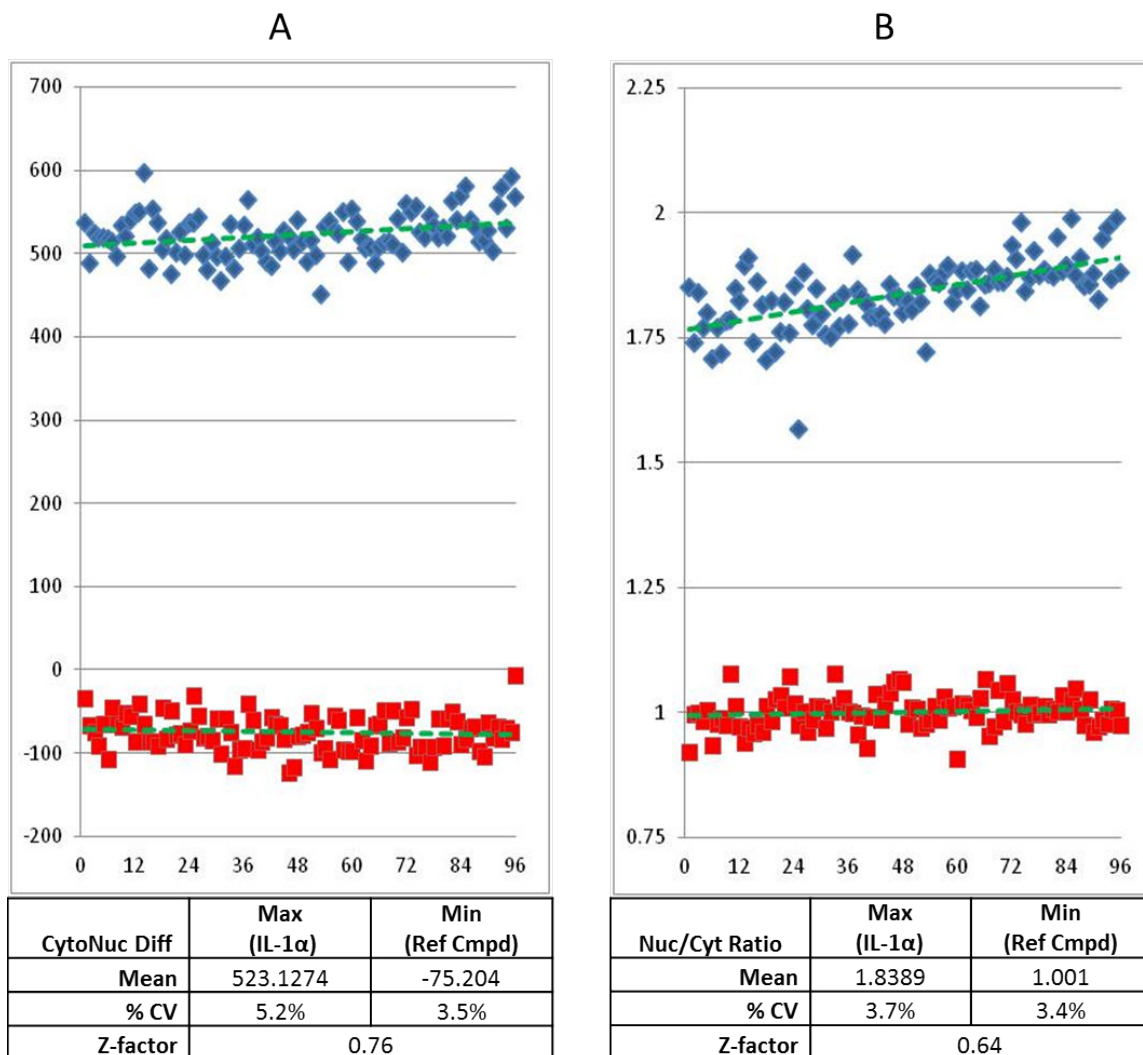 A
700
600
500
400
300
200
100
0
-100
-200
0 12 24 36 48 60 72 84 96
CytoNuc Diff Max (IL-1α) Min (Ref Cmpd)
Mean 523.1274 -75.204
% CV 5.2% 3.5%
Z-factor 0.76
B
2.25
2
1.75
1.5
1.25
1
0.75
0 12 24 36 48 60 72 84 96
Nuc/Cyt Ratio Max (IL-1α) Min (Ref Cmpd)
Mean 1.8389 1.001
% CV 3.7% 3.4%
Z-factor 0.64